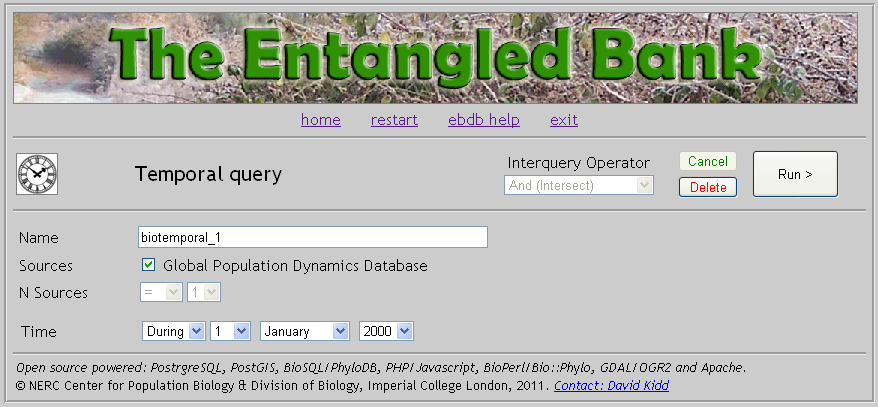 The Entangled Bank
home restart ebdb help exit
Temporal query Interquery Operator And (Intersect) Cancel Delete Run >
Name biotemporal_1
Sources Global Population Dynamics Database
N Sources = 1
Time During 1 January 2000
Open source powered: PostrgreSQL, PostGIS, BioSQL/PhyloDB, PHP/Javascript, BioPerl/Bio::Phylo, GDAL/OGR2 and Apache.
© NERC Center for Population Biology & Division of Biology, Imperial College London, 2011. Contact: David Kidd